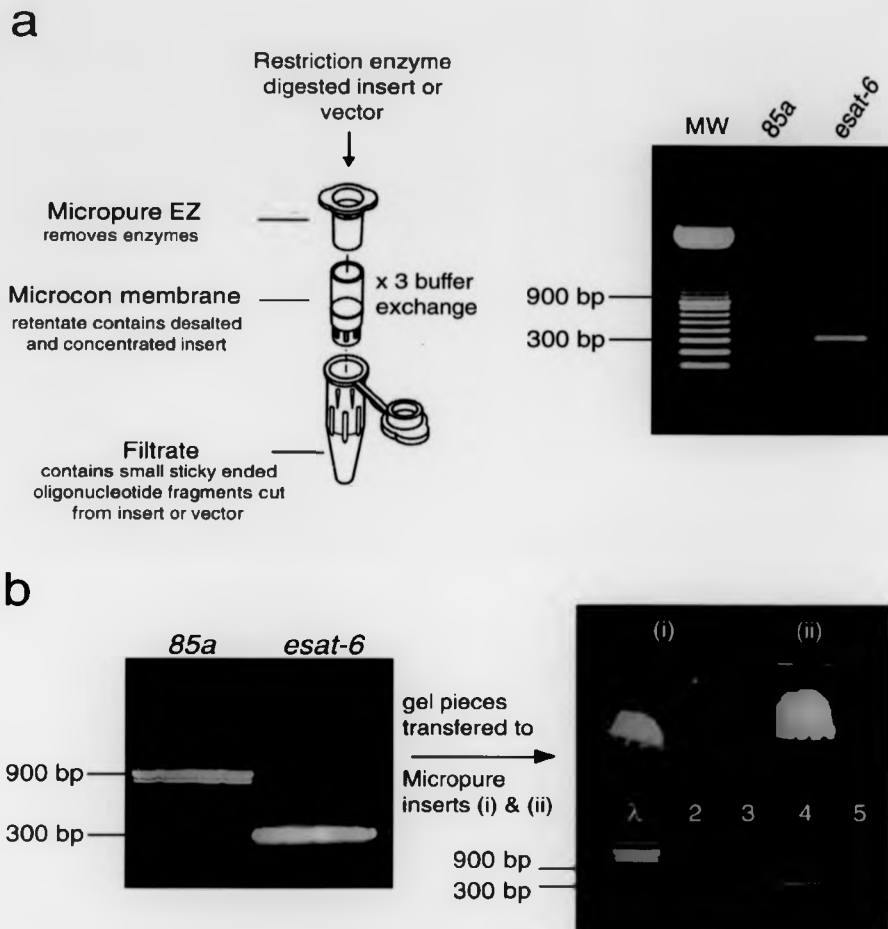 a
Restriction enzyme
digested insert or
vector
Micropure EZ
removes enzymes
Microcon membrane
retentate contains desalted
and concentrated insert
x 3 buffer
exchange
Filtrate
contains small sticky ended
oligonucleotide fragments cut
from insert or vector
MW
85a
esat-6
900 bp
300 bp
b
85a esat-6
900 bp
300 bp
gel pieces
transfered to
Micropure
inserts (i) & (ii)
(i) (ii)
λ 2 3 4 5
900 bp
300 bp